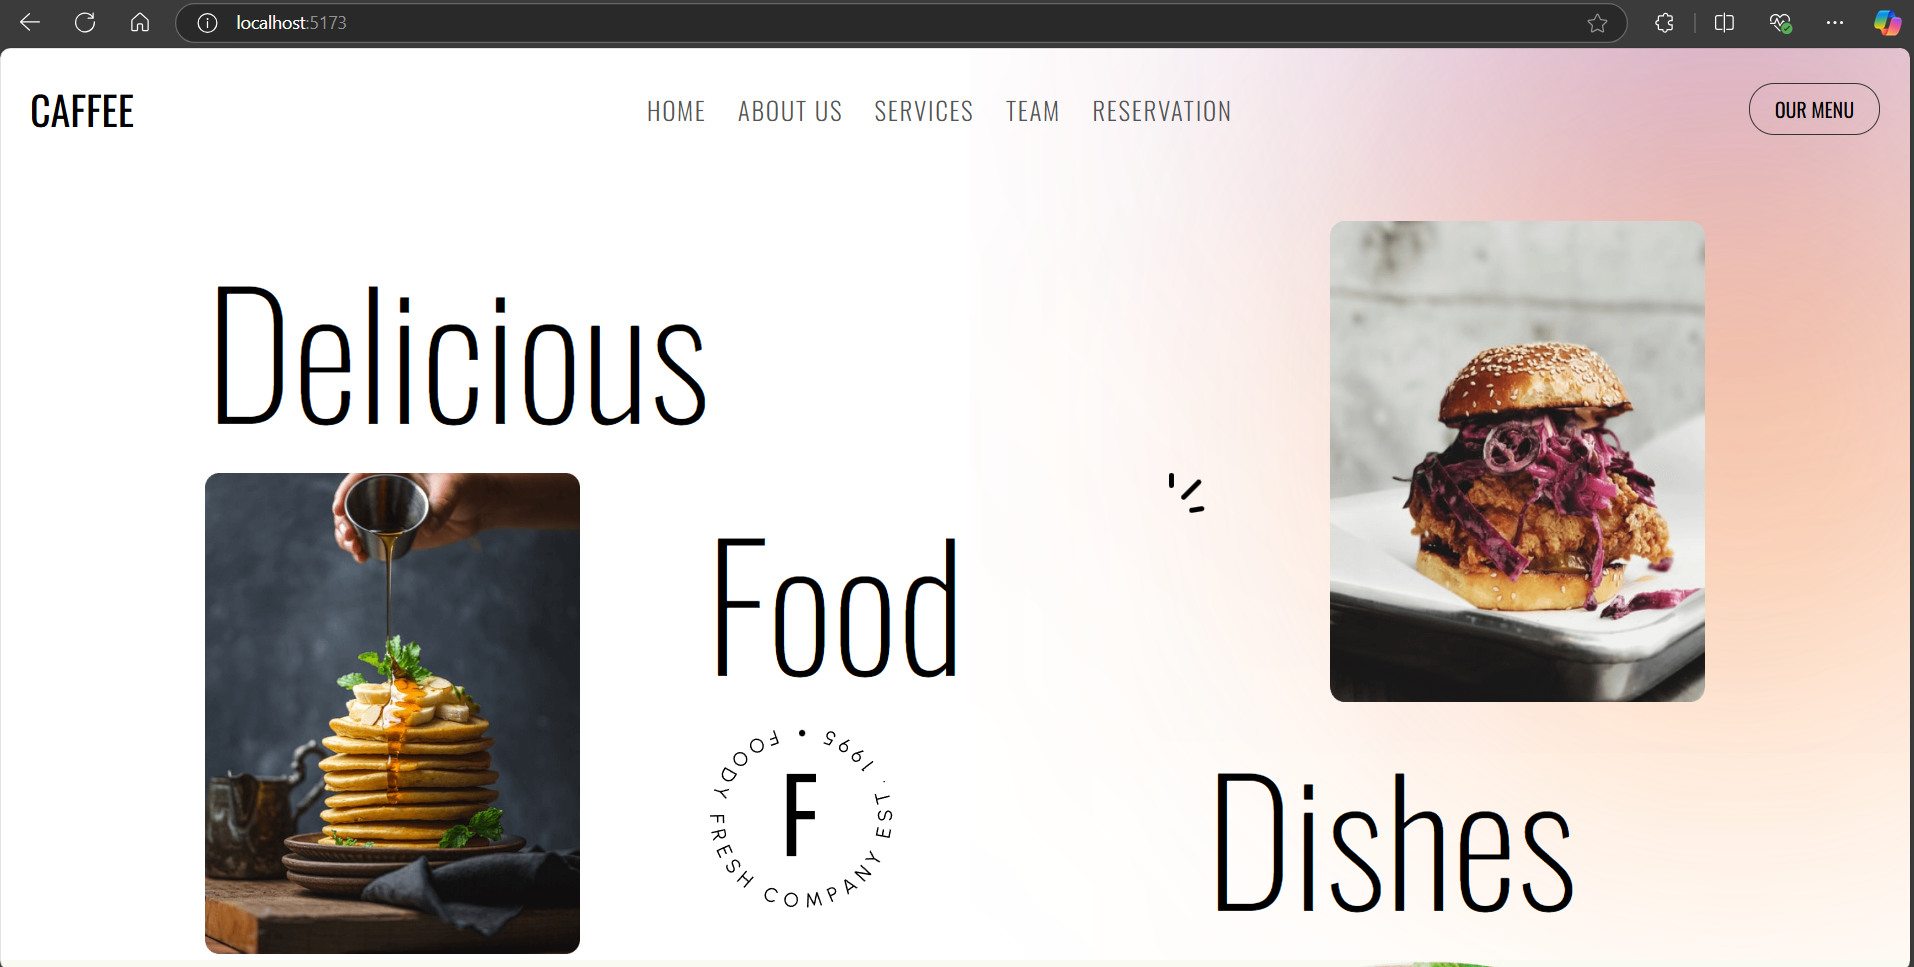 localhost:5173
CAFFEE
HOME
ABOUT US
SERVICES
TEAM
RESERVATION
OUR MENU
Delicious
Food
FOODY FRESH COMPANY EST . 1995 •
F
Dishes